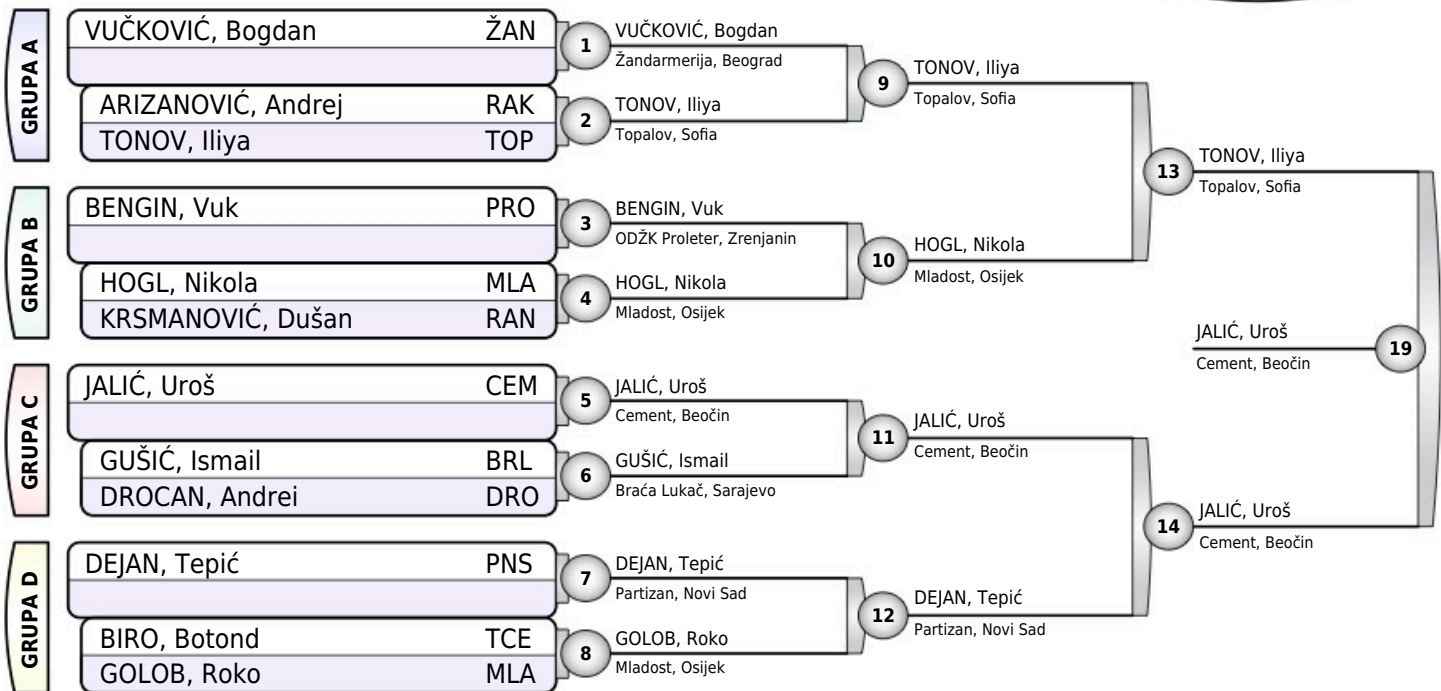 GRUPA A
VUČKOVIĆ, Bogdan ŽAN
ARIZANOVIĆ, Andrej RAK
TONOV, Iliya TOP
GRUPA B
BENGIN, Vuk PRO
HOGL, Nikola MLA
KRSMANOVIĆ, Dušan RAN
GRUPA C
JALIĆ, Uroš CEM
GUŠIĆ, Ismail BRL
DROCAN, Andrei DRO
GRUPA D
DEJAN, Tepić PNS
BIRO, Botond TCE
GOLOB, Roko MLA
1 VUČKOVIĆ, Bogdan
Žandarmerija, Beograd
2 TONOV, Iliya
Topalov, Sofia
3 BENGIN, Vuk
ODŽK Proleter, Zrenjanin
4 HOGL, Nikola
Mladost, Osijek
5 JALIĆ, Uroš
Cement, Beočin
6 GUŠIĆ, Ismail
Braća Lukač, Sarajevo
7 DEJAN, Tepić
Partizan, Novi Sad
8 GOLOB, Roko
Mladost, Osijek
9 TONOV, Iliya
Topalov, Sofia
10 HOGL, Nikola
Mladost, Osijek
11 JALIĆ, Uroš
Cement, Beočin
12 DEJAN, Tepić
Partizan, Novi Sad
13 TONOV, Iliya
Topalov, Sofia
14 JALIĆ, Uroš
Cement, Beočin
JALIĆ, Uroš 19
Cement, Beočin